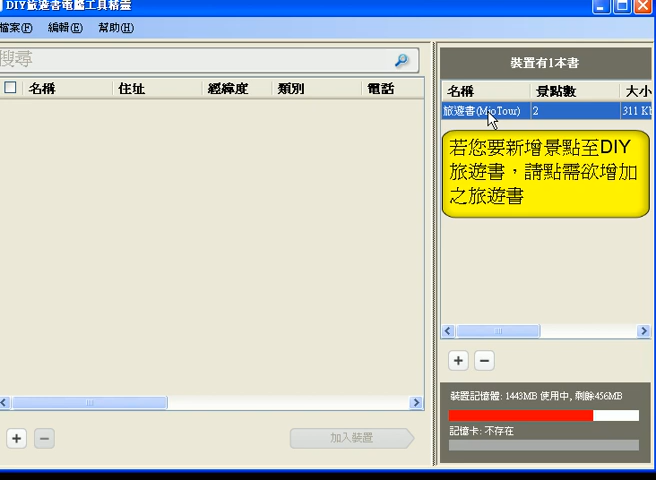 DIY旅遊書電腦工具精靈
檔案(F) 編輯(E) 幫助(H)
搜尋
名稱 住址 經緯度 類別 電話
加入裝置
裝置有1本書
名稱 景點數 大小
旅遊書(MioTour) 2 311 K
若您要新增景點至DIY
旅遊書，請點需欲增加
之旅遊書
裝置記憶體: 1443MB 使用中, 剩餘456MB
記憶卡: 不存在